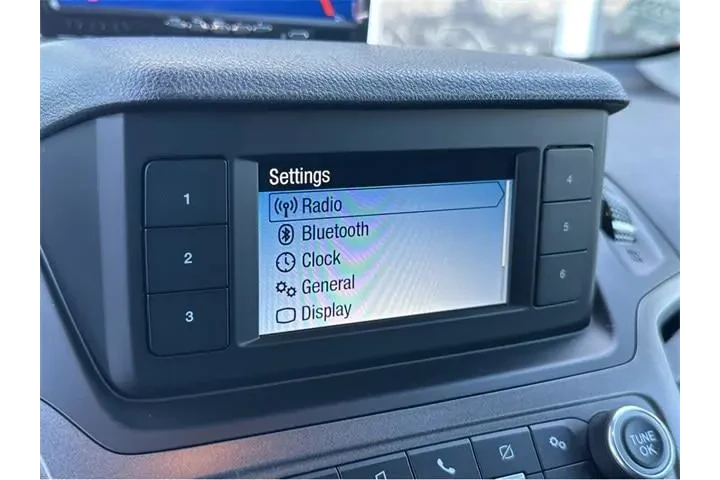 Settings
Radio
Bluetooth
Clock
General
Display
1
2
3
4
5
6
TUNE
OK